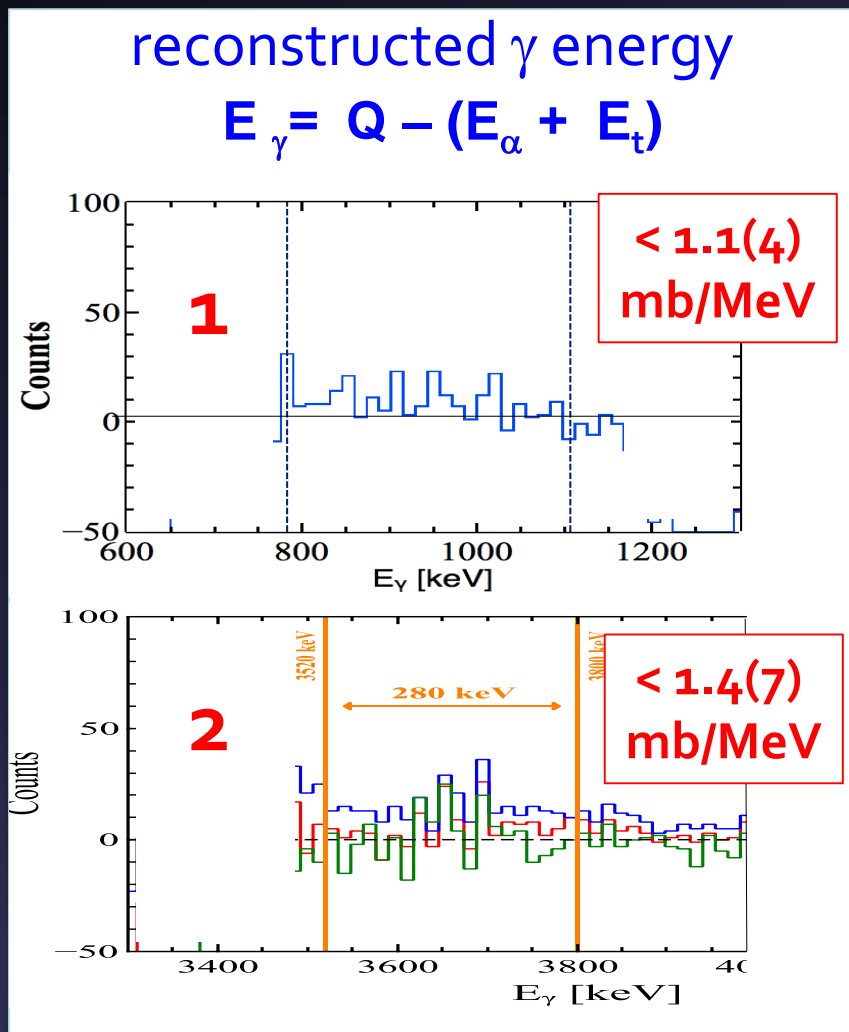 reconstructed γ energy
E γ = Q – (Eα + Et)
100
< 1.1(4)
mb/MeV
1
50
Counts
0
−50
600
800
1000
1200
Eγ [keV]
100
3520 keV
3800 keV
< 1.4(7)
mb/MeV
280 keV
2
50
Counts
0
−50
3400
3600
3800
Eγ [keV]